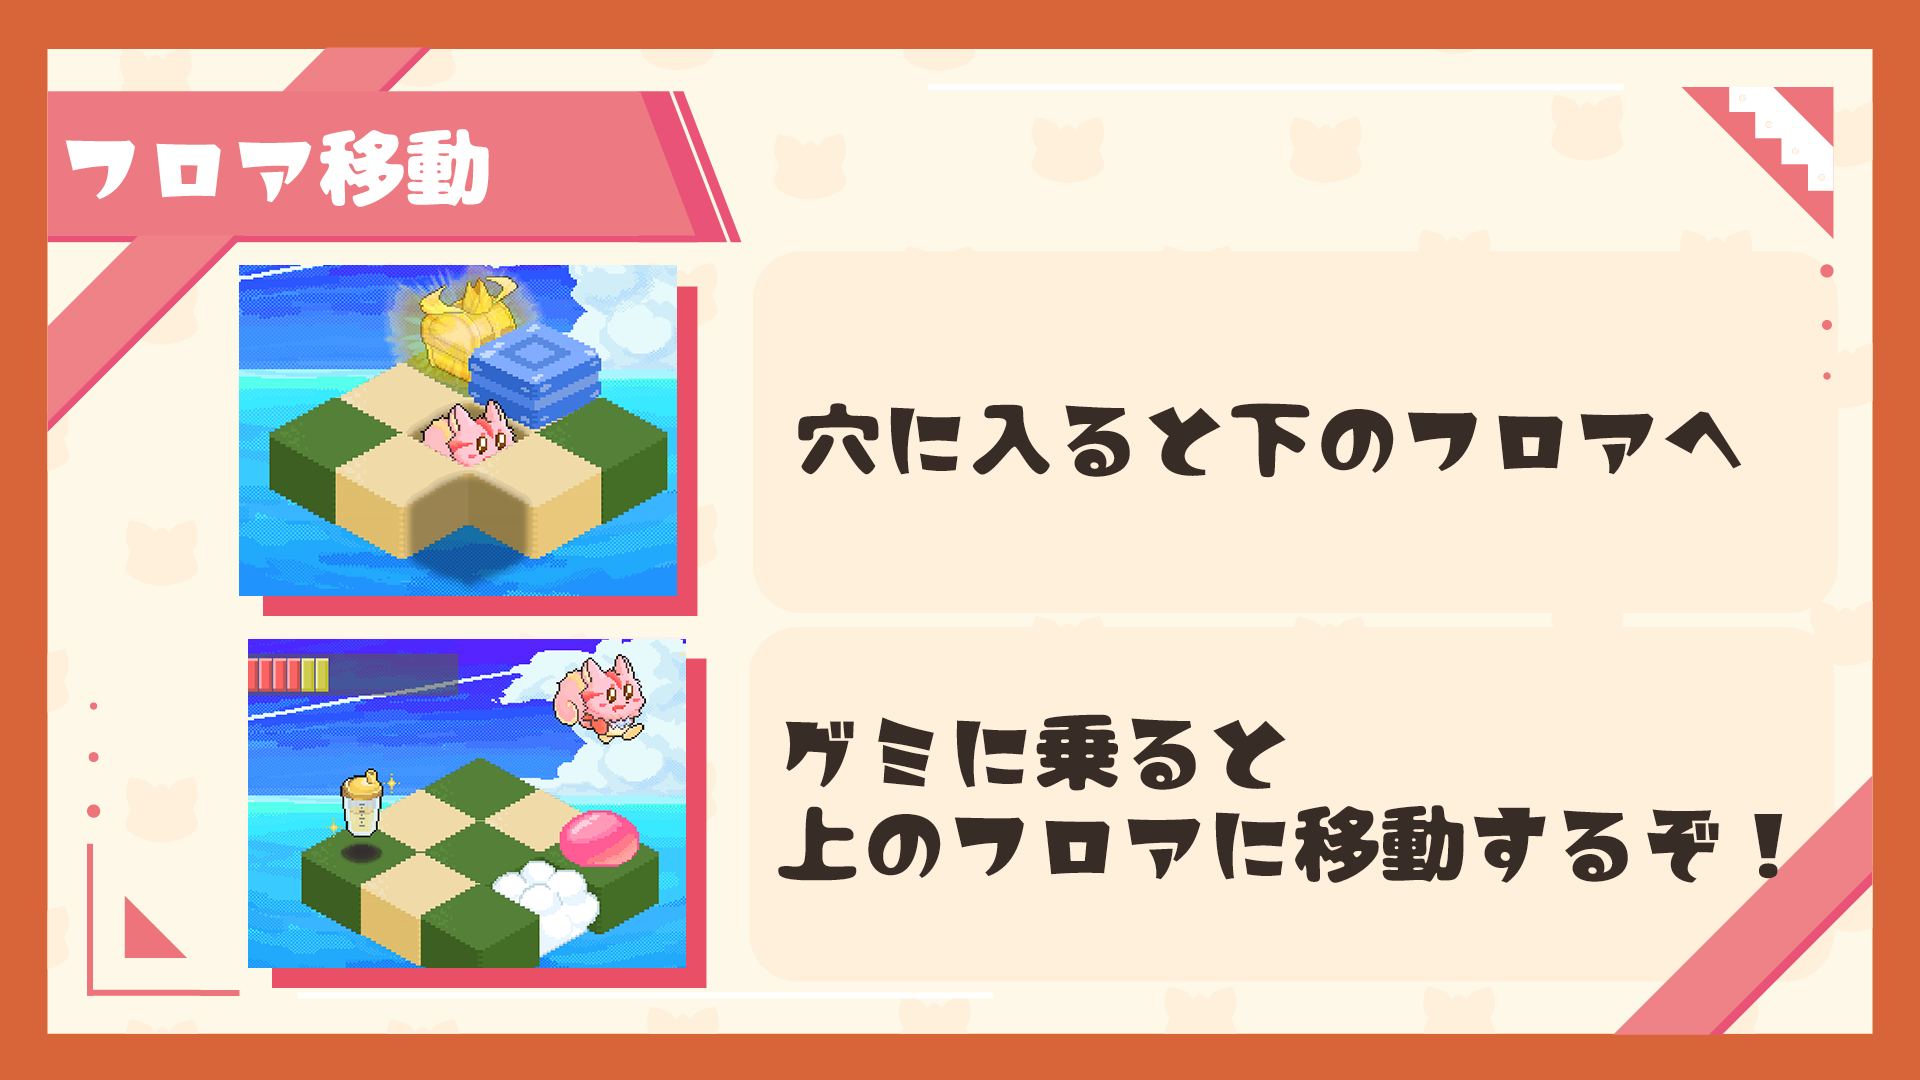 フロア移動
穴に入ると下のフロアへ
グミに乗ると
上のフロアに移動するぞ！